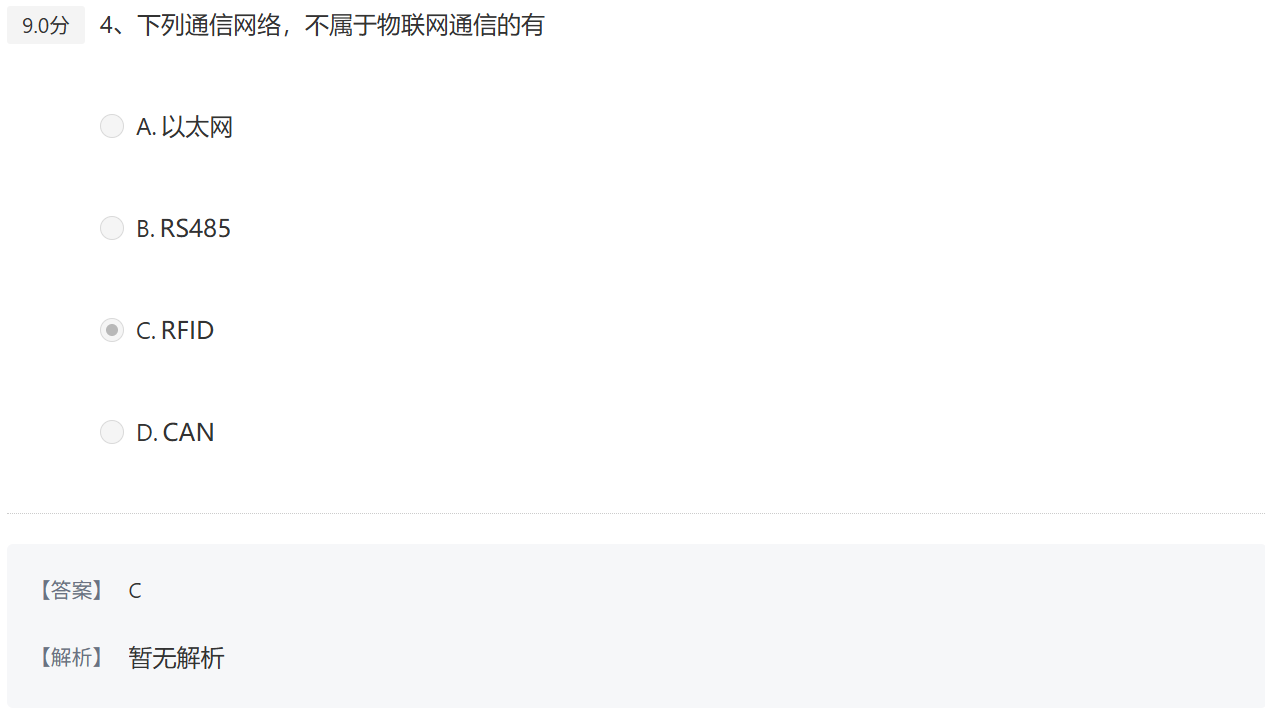 9.0分 4、下列通信网络，不属于物联网通信的有
A. 以太网
B. RS485
C. RFID
D. CAN
【答案】 C
【解析】 暂无解析